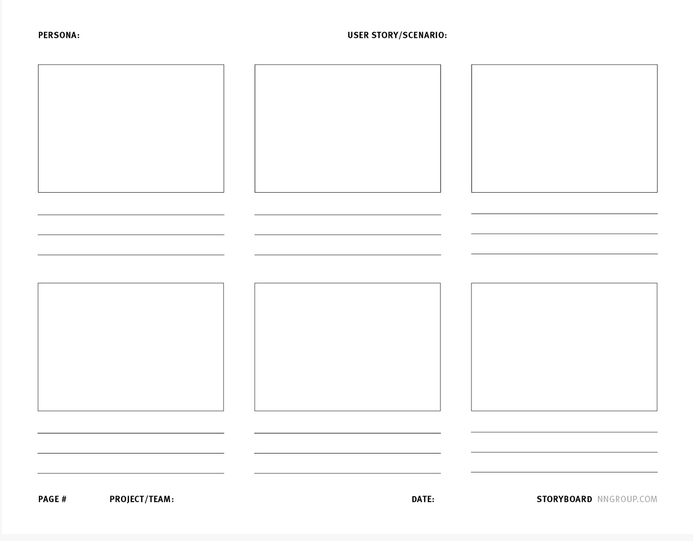 PERSONA: USER STORY/SCENARIO:
PAGE # PROJECT/TEAM: DATE: STORYBOARD NNGROUP.COM